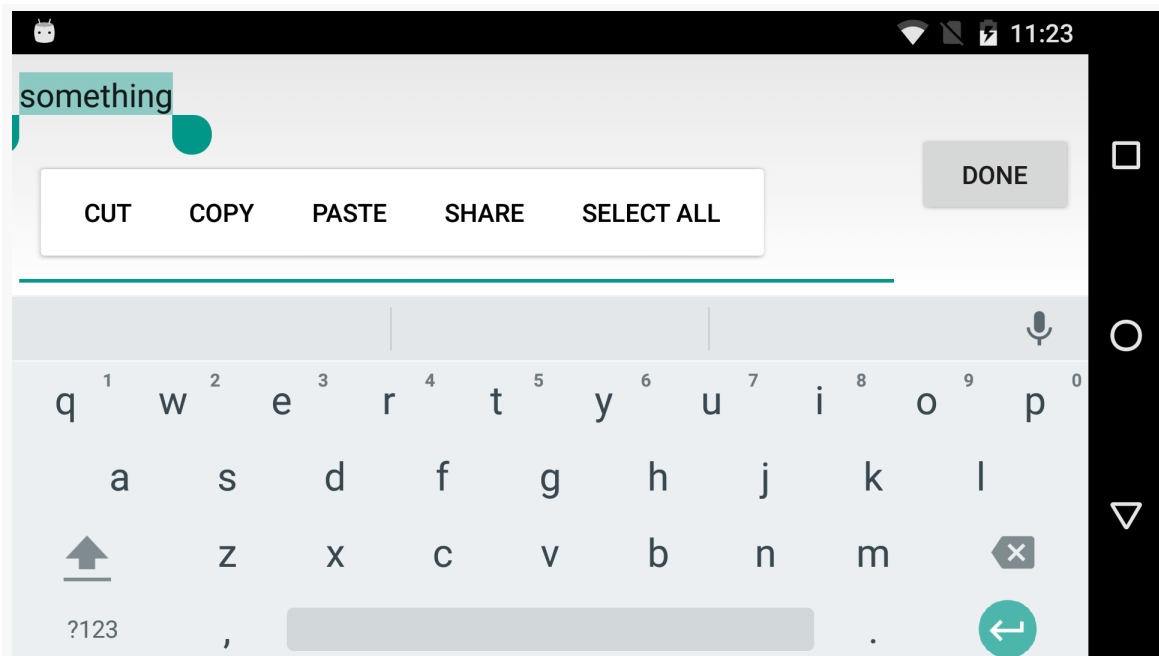 11:23
something
DONE
CUT COPY PASTE SHARE SELECT ALL
1 2 3 4 5 6 7 8 9 0
q w e r t y u i o p
a s d f g h j k l
z x c v b n m
?123 , .